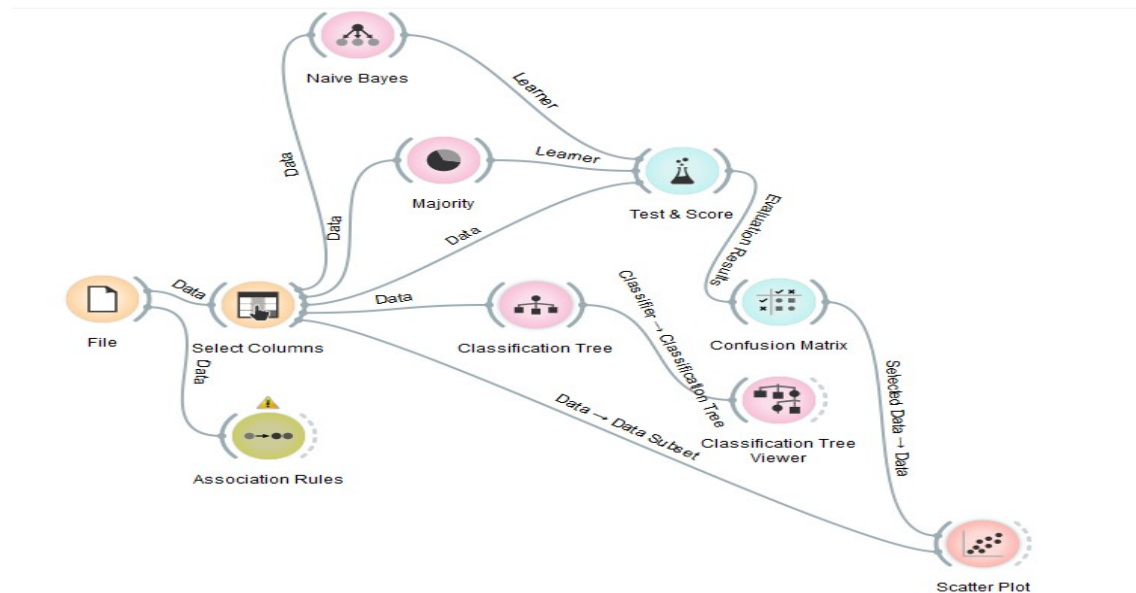 Naive Bayes
Learner
Data
Majority
Learner
Data
Data
Test & Score
Evaluation Results
File
Data
Select Columns
Data
Classification Tree
Classifier → Classification Tree
Confusion Matrix
Data
Association Rules
Data → Data Subset
Classification Tree
Viewer
Selected Data → Data
Scatter Plot